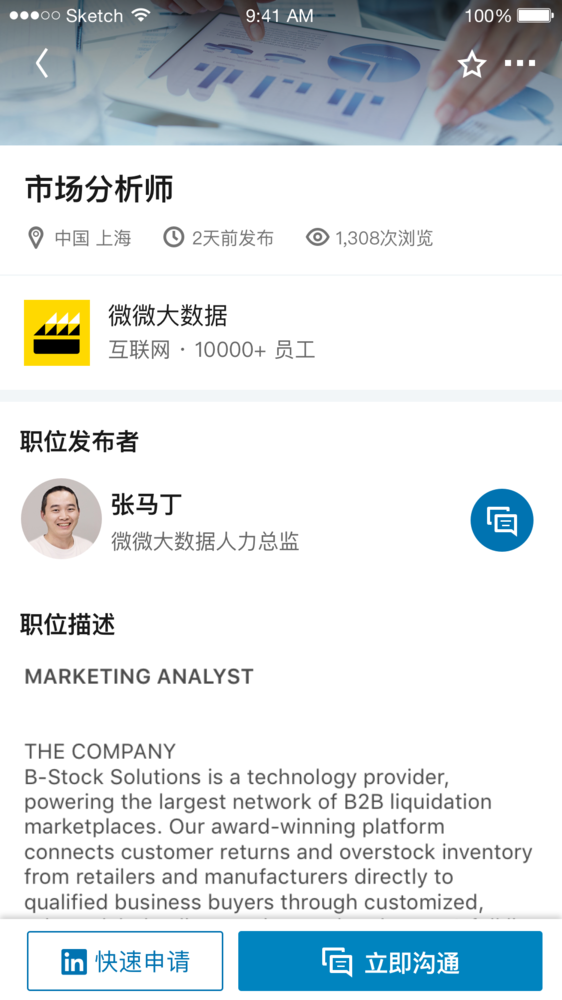 Sketch 9:41 AM 100%
市场分析师
中国 上海 2天前发布 1,308次浏览
微微大数据
互联网 · 10000+ 员工
职位发布者
张马丁
微微大数据人力总监
职位描述
MARKETING ANALYST
THE COMPANY
B-Stock Solutions is a technology provider,
powering the largest network of B2B liquidation
marketplaces. Our award-winning platform
connects customer returns and overstock inventory
from retailers and manufacturers directly to
qualified business buyers through customized,
in 快速申请 立即沟通